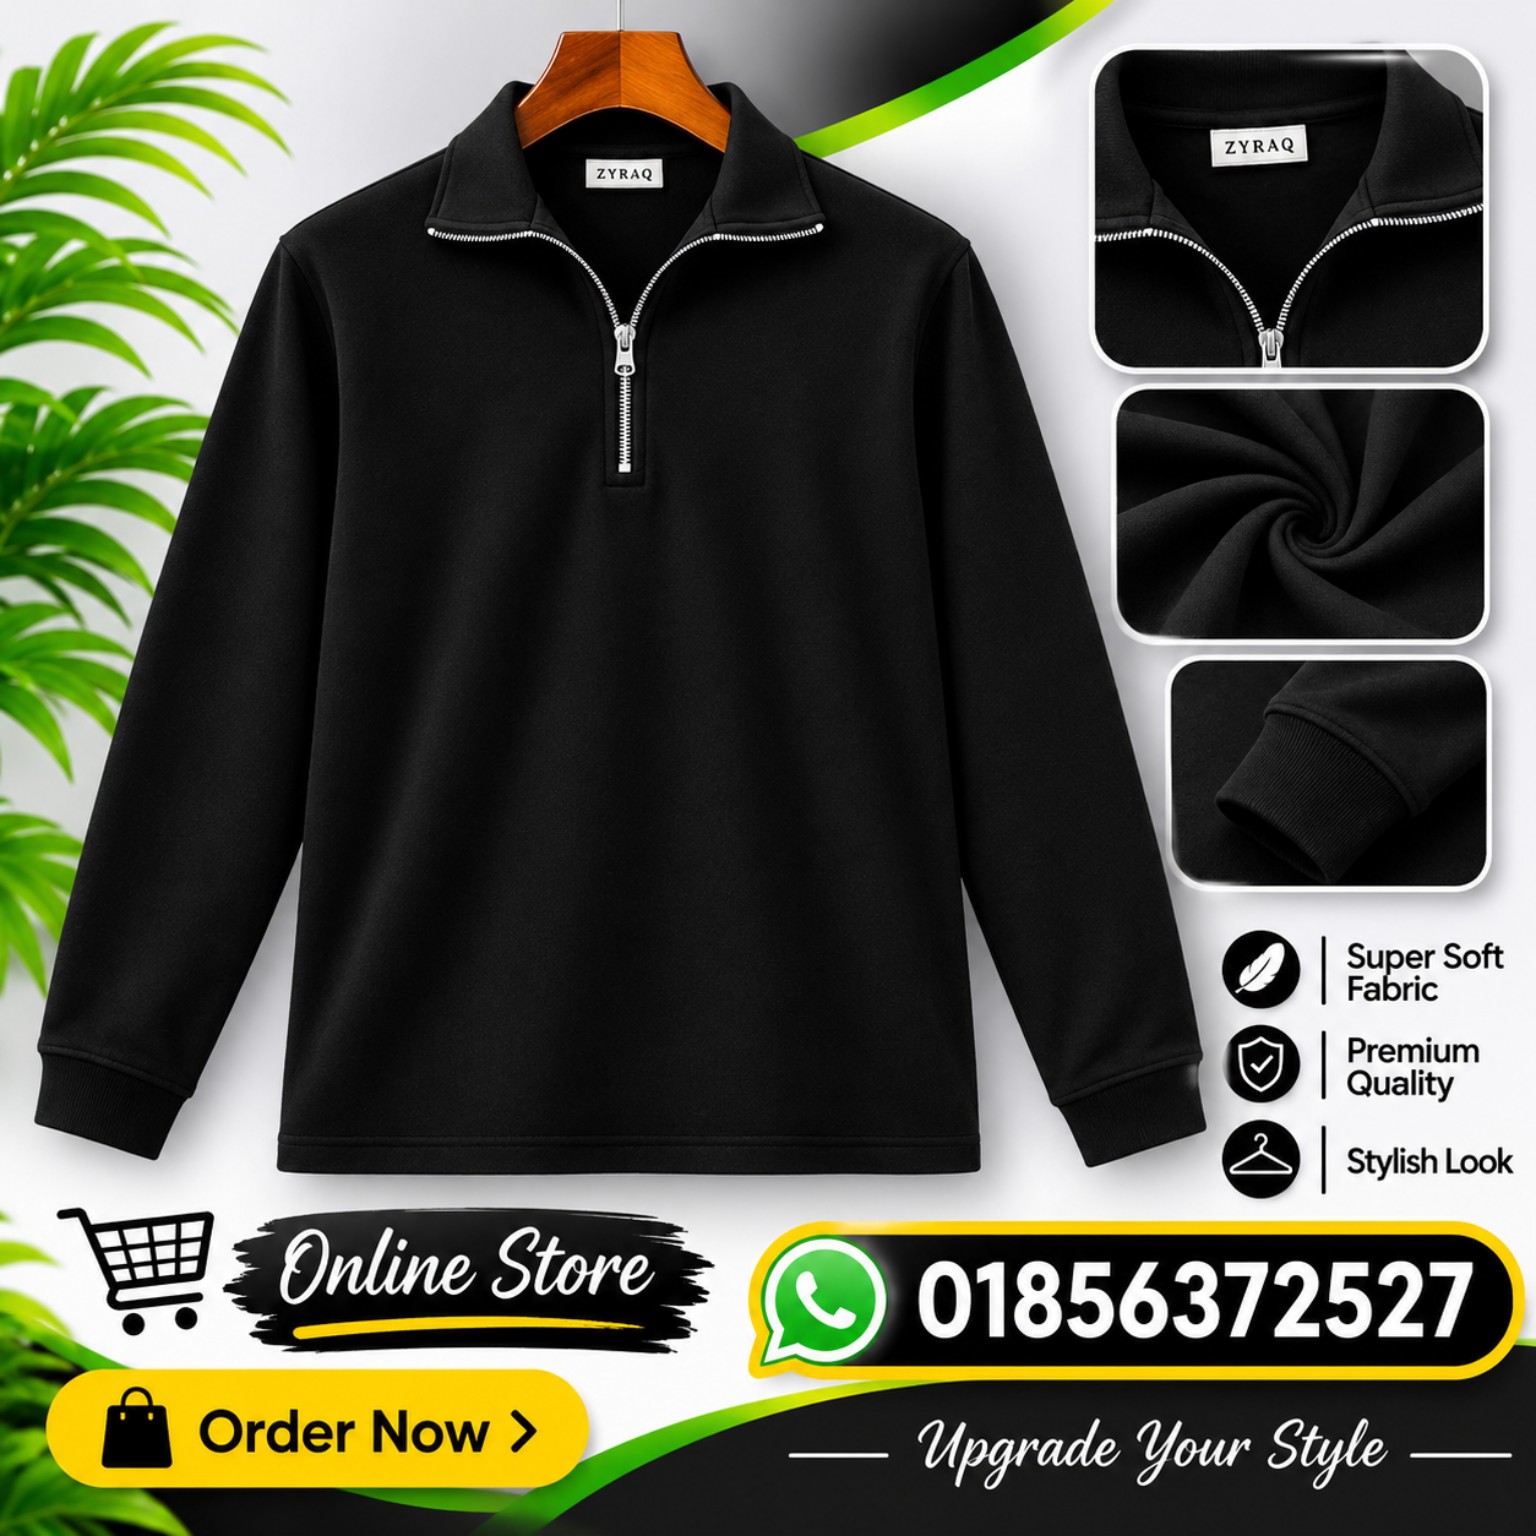 ZYRAQ
ZYRAQ
Super Soft
Fabric
Premium
Quality
Stylish Look
Online Store
01856372527
Order Now
Upgrade Your Style